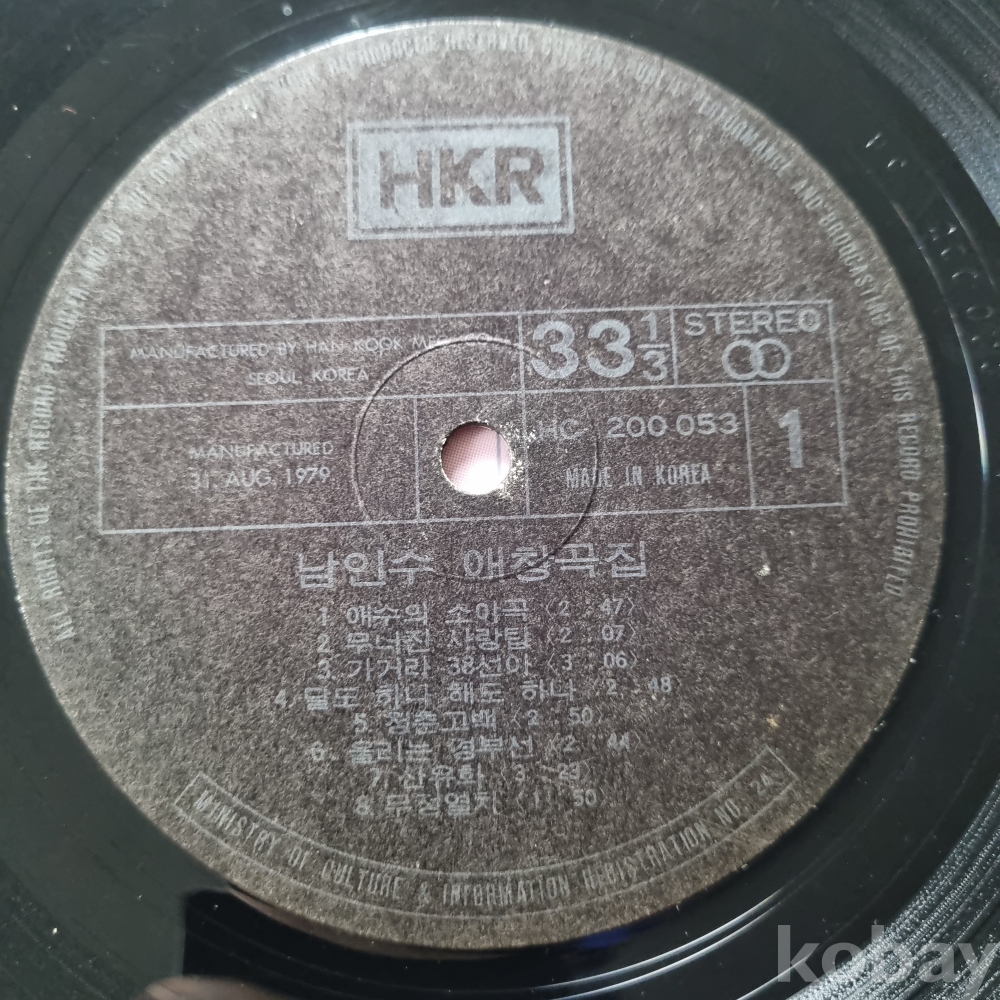 HKR
MANUFACTURED BY HAN KOOK
SEOUL KOREA
33 1/3
STEREO
MANUFACTURED
31. AUG. 1979
HC 200 053
MADE IN KOREA
1
남인수 애창곡집
1. 애수의 소야곡 〈2 : 47〉
2. 무너진 사랑탑 〈2 : 07〉
3. 가거라 38선아 〈3 : 06〉
4. 달도 하나 해도 하나 〈2 : 48
5. 청춘고백 〈2 : 50〉
6. 울리는 경부선 〈2 : 44
7. 산유화 〈3 : 29〉
8. 무정열차 〈1 : 50〉
MINISTRY OF CULTURE & INFORMATION REGISTRATION NO. 24
ALL RIGHTS OF THE RECORD PRODUCER AND OF THE
AND BROADCASTING OF THIS RECORD PROHIBITED
kobay